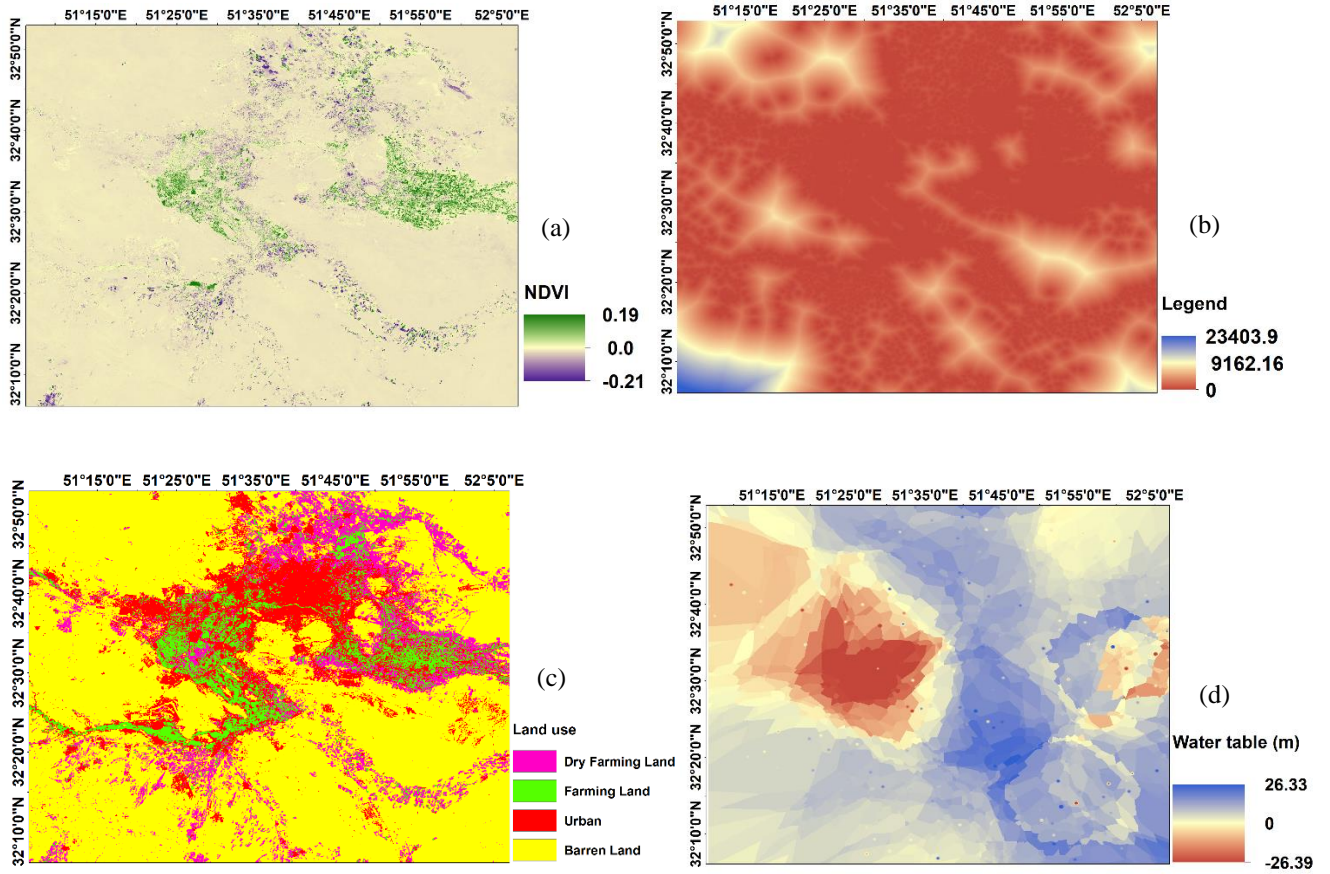 51°15'0"E 51°25'0"E 51°35'0"E 51°45'0"E 51°55'0"E 52°5'0"E
32°50'0"N
32°40'0"N
32°30'0"N
32°20'0"N
32°10'0"N
(a)
NDVI
0.19
0.0
-0.21
51°15'0"E 51°25'0"E 51°35'0"E 51°45'0"E 51°55'0"E 52°5'0"E
32°50'0"N
32°40'0"N
32°30'0"N
32°20'0"N
32°10'0"N
(b)
Legend
23403.9
9162.16
0
51°15'0"E 51°25'0"E 51°35'0"E 51°45'0"E 51°55'0"E 52°5'0"E
32°50'0"N
32°40'0"N
32°30'0"N
32°20'0"N
32°10'0"N
(c)
Land use
Dry Farming Land
Farming Land
Urban
Barren Land
51°15'0"E 51°25'0"E 51°35'0"E 51°45'0"E 51°55'0"E 52°5'0"E
32°50'0"N
32°40'0"N
32°30'0"N
32°20'0"N
32°10'0"N
(d)
Water table (m)
26.33
0
-26.39